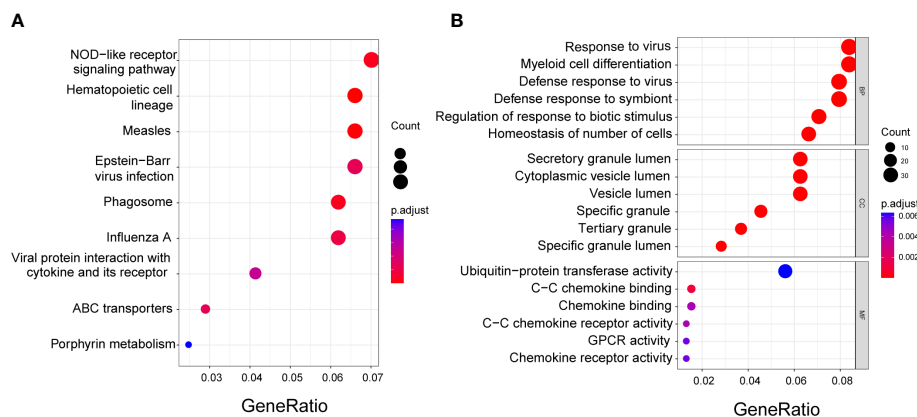 A
NOD−like receptor
signaling pathway
Hematopoietic cell
lineage
Measles
Epstein−Barr
virus infection
Phagosome
Influenza A
Viral protein interaction with
cytokine and its receptor
ABC transporters
Porphyrin metabolism
0.03 0.04 0.05 0.06 0.07
GeneRatio
Count
p.adjust
B
Response to virus
Myeloid cell differentiation
Defense response to virus
Defense response to symbiont
Regulation of response to biotic stimulus
Homeostasis of number of cells
BP
Secretory granule lumen
Cytoplasmic vesicle lumen
Vesicle lumen
Specific granule
Tertiary granule
Specific granule lumen
CC
Ubiquitin−protein transferase activity
C−C chemokine binding
Chemokine binding
C−C chemokine receptor activity
GPCR activity
Chemokine receptor activity
MF
0.02 0.04 0.06 0.08
GeneRatio
Count
10
20
30
p.adjust
0.006
0.004
0.002